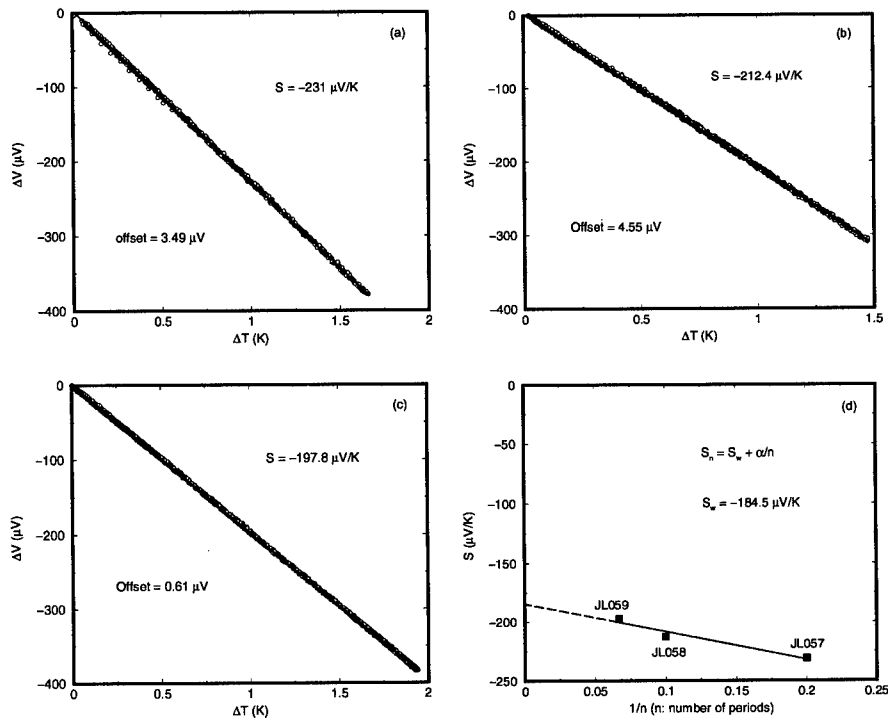 0
(a)
S = −231 μV/K
−100
ΔV (μV)
−200
offset = 3.49 μV
−300
−400
0
0.5
1
1.5
2
ΔT (K)
0
(b)
S = −212.4 μV/K
−100
ΔV (μV)
−200
Offset = 4.55 μV
−300
−400
0
0.5
1
1.5
ΔT (K)
0
(c)
S = −197.8 μV/K
−100
ΔV (μV)
−200
Offset = 0.61 μV
−300
−400
0
0.5
1
1.5
2
ΔT (K)
0
(d)
−50
Sn = Sw + α/n
−100
Sw = −184.5 μV/K
S (μV/K)
−150
JL059
−200
JL058
JL057
−250
0
0.05
0.1
0.15
0.2
0.25
1/n (n: number of periods)